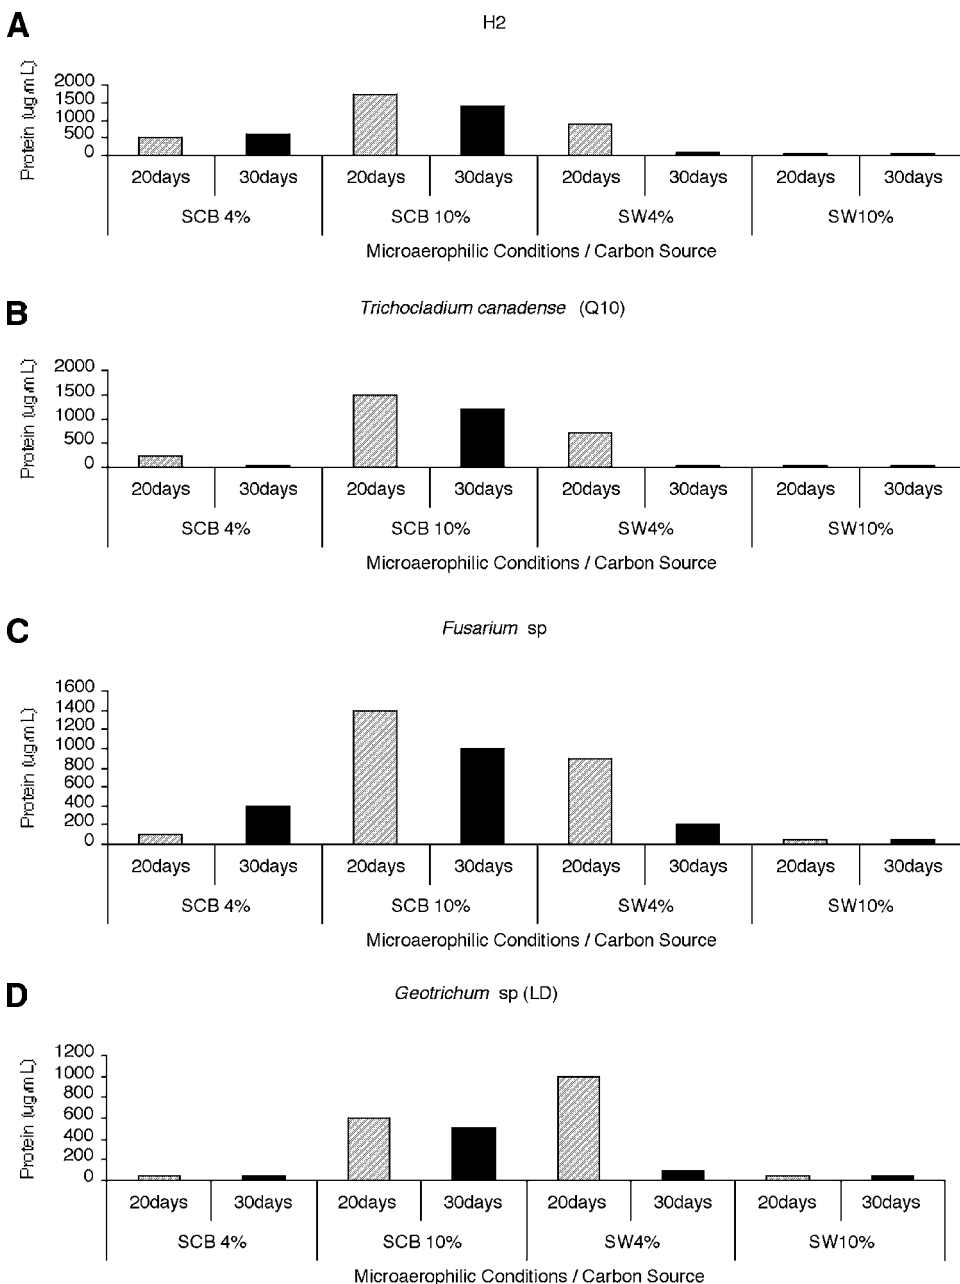 A
H2
Protein (ug/mL)
2000
1500
1000
500
0
20days 30days 20days 30days 20days 30days 20days 30days
SCB 4% SCB 10% SW4% SW10%
Microaerophilic Conditions / Carbon Source
B
Trichocladium canadense (Q10)
Protein (ug/mL)
2000
1500
1000
500
0
20days 30days 20days 30days 20days 30days 20days 30days
SCB 4% SCB 10% SW4% SW10%
Microaerophilic Conditions / Carbon Source
C
Fusarium sp
Protein (ug/mL)
1600
1400
1200
1000
800
600
400
200
0
20days 30days 20days 30days 20days 30days 20days 30days
SCB 4% SCB 10% SW4% SW10%
Microaerophilic Conditions / Carbon Source
D
Geotrichum sp (LD)
Protein (ug/mL)
1200
1000
800
600
400
200
0
20days 30days 20days 30days 20days 30days 20days 30days
SCB 4% SCB 10% SW4% SW10%
Microaerophilic Conditions / Carbon Source